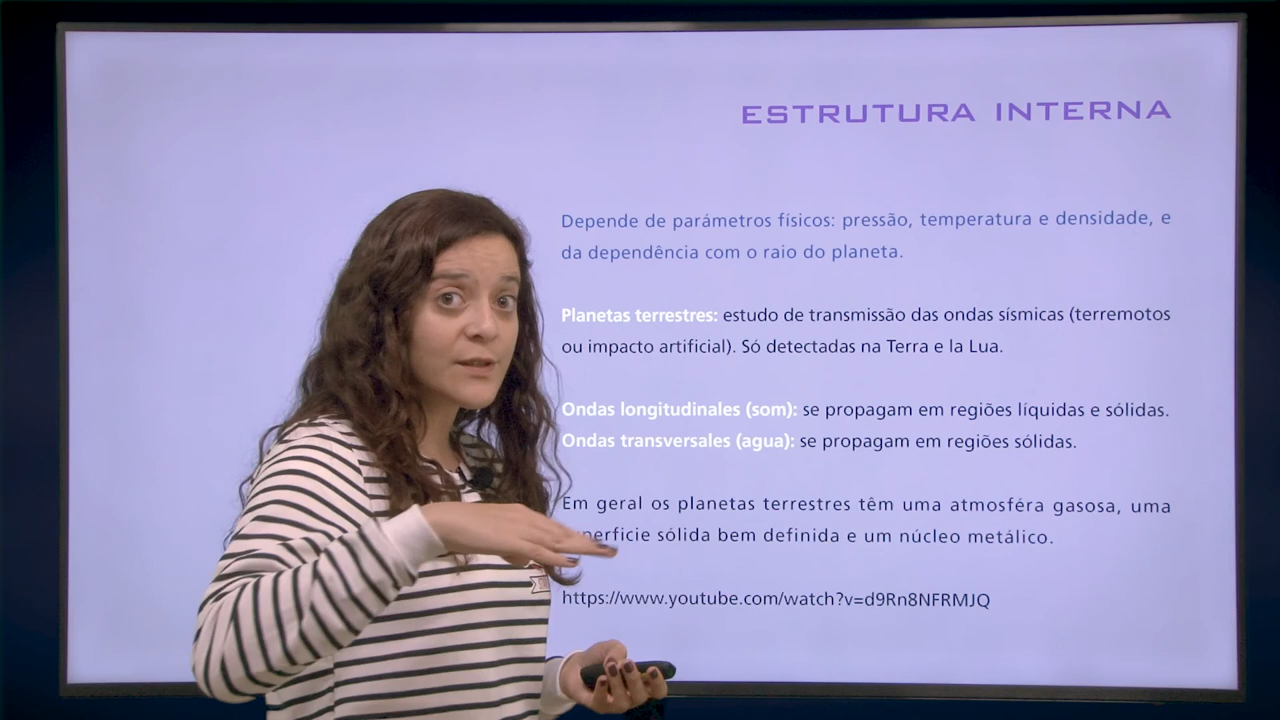 ESTRUTURA INTERNA
Depende de parámetros físicos: pressão, temperatura e densidade, e
da dependência com o raio do planeta.
Planetas terrestres: estudo de transmissão das ondas sísmicas (terremotos
ou impacto artificial). Só detectadas na Terra e la Lua.
Ondas longitudinales (som): se propagam em regiões líquidas e sólidas.
Ondas transversales (agua): se propagam em regiões sólidas.
Em geral os planetas terrestres têm uma atmosféra gasosa, uma
sólida bem definida e um núcleo metálico.
https://www.youtube.com/watch?v=d9Rn8NFRMJQ